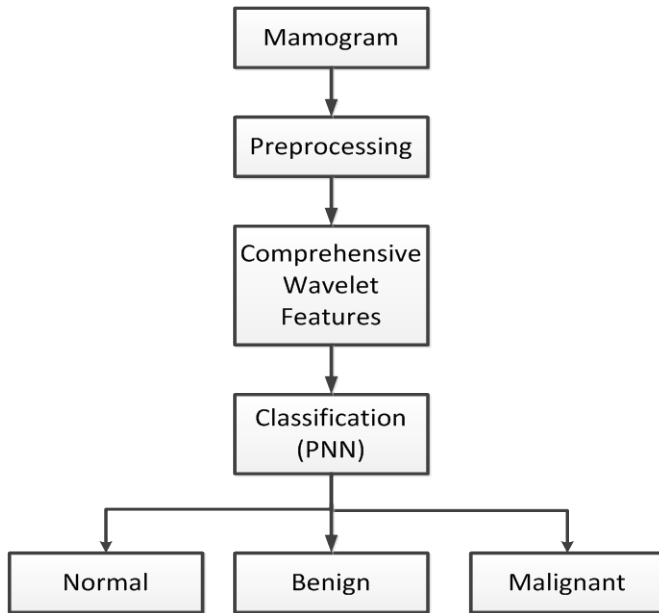 Mamogram
Preprocessing
Comprehensive
Wavelet
Features
Classification
(PNN)
Normal
Benign
Malignant